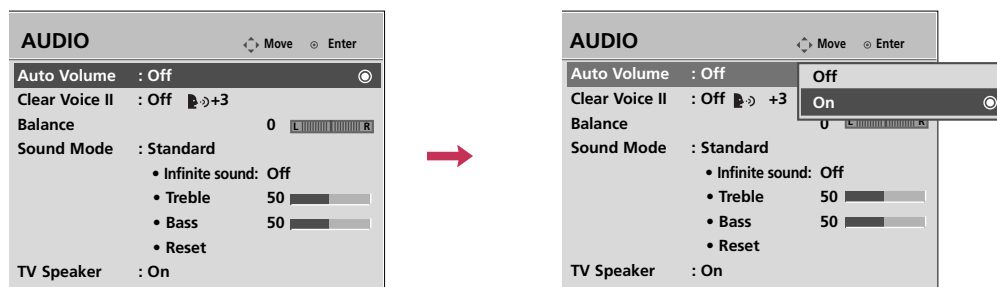 AUDIO
Move Enter
Auto Volume : Off
Clear Voice II : Off +3
Balance 0 L R
Sound Mode : Standard
• Infinite sound: Off
• Treble 50
• Bass 50
• Reset
TV Speaker : On
AUDIO
Move Enter
Auto Volume : Off
Off
On
Clear Voice II : Off +3
Balance 0 L R
Sound Mode : Standard
• Infinite sound: Off
• Treble 50
• Bass 50
• Reset
TV Speaker : On